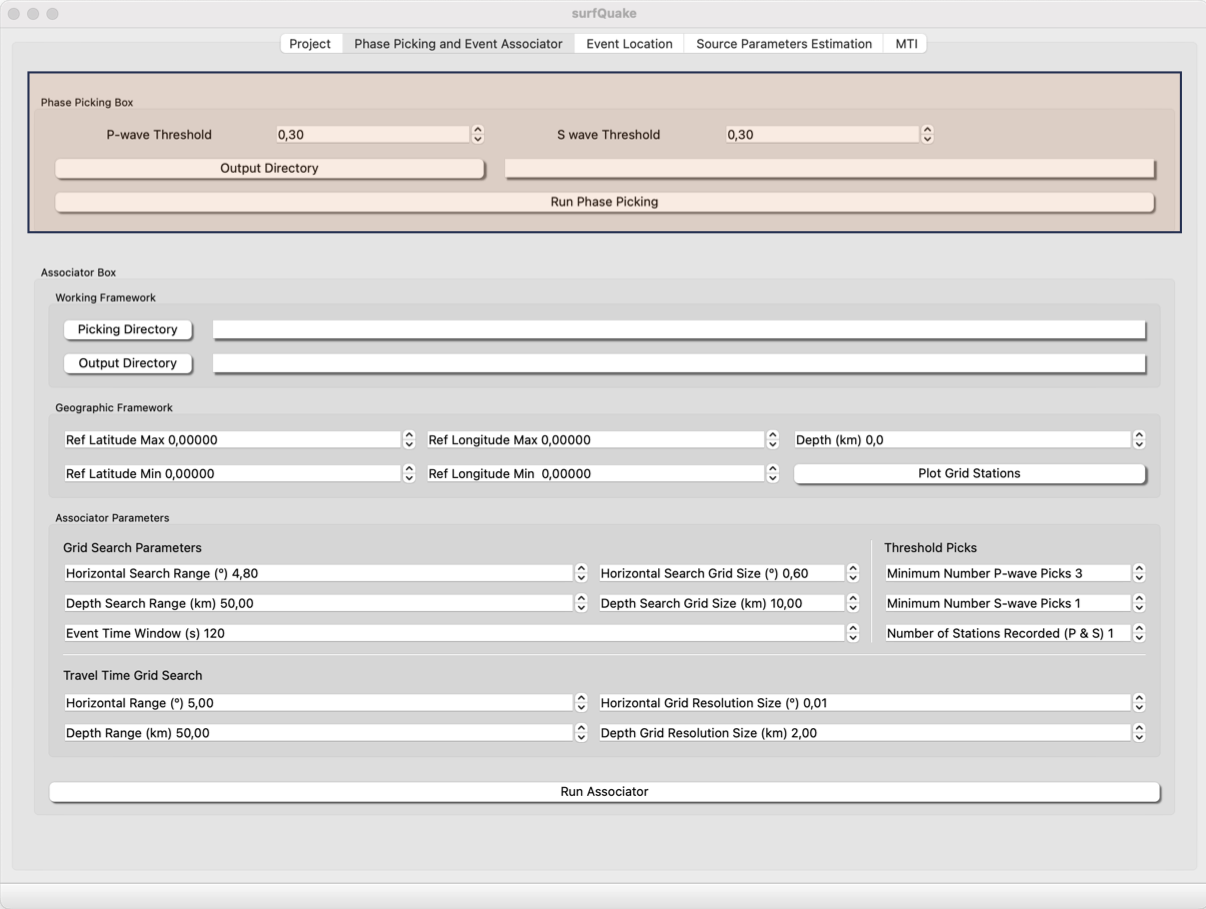 surfQuake
Project Phase Picking and Event Associator Event Location Source Parameters Estimation MTI
Phase Picking Box
P-wave Threshold 0,30 S wave Threshold 0,30
Output Directory
Run Phase Picking
Associator Box
Working Framework
Picking Directory
Output Directory
Geographic Framework
Ref Latitude Max 0,00000 Ref Longitude Max 0,00000 Depth (km) 0,0
Ref Latitude Min 0,00000 Ref Longitude Min 0,00000 Plot Grid Stations
Associator Parameters
Grid Search Parameters Threshold Picks
Horizontal Search Range (º) 4,80 Horizontal Search Grid Size (º) 0,60 Minimum Number P-wave Picks 3
Depth Search Range (km) 50,00 Depth Search Grid Size (km) 10,00 Minimum Number S-wave Picks 1
Event Time Window (s) 120 Number of Stations Recorded (P & S) 1
Travel Time Grid Search
Horizontal Range (º) 5,00 Horizontal Grid Resolution Size (º) 0,01
Depth Range (km) 50,00 Depth Grid Resolution Size (km) 2,00
Run Associator